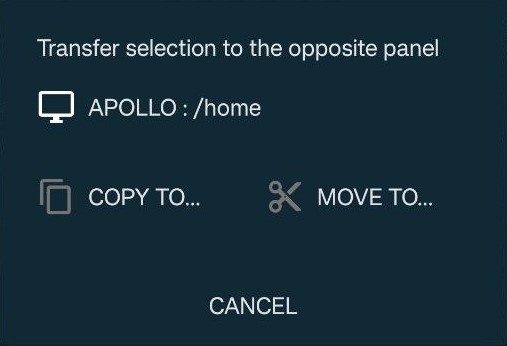 Transfer selection to the opposite panel
APOLLO : /home
COPY TO... MOVE TO...
CANCEL